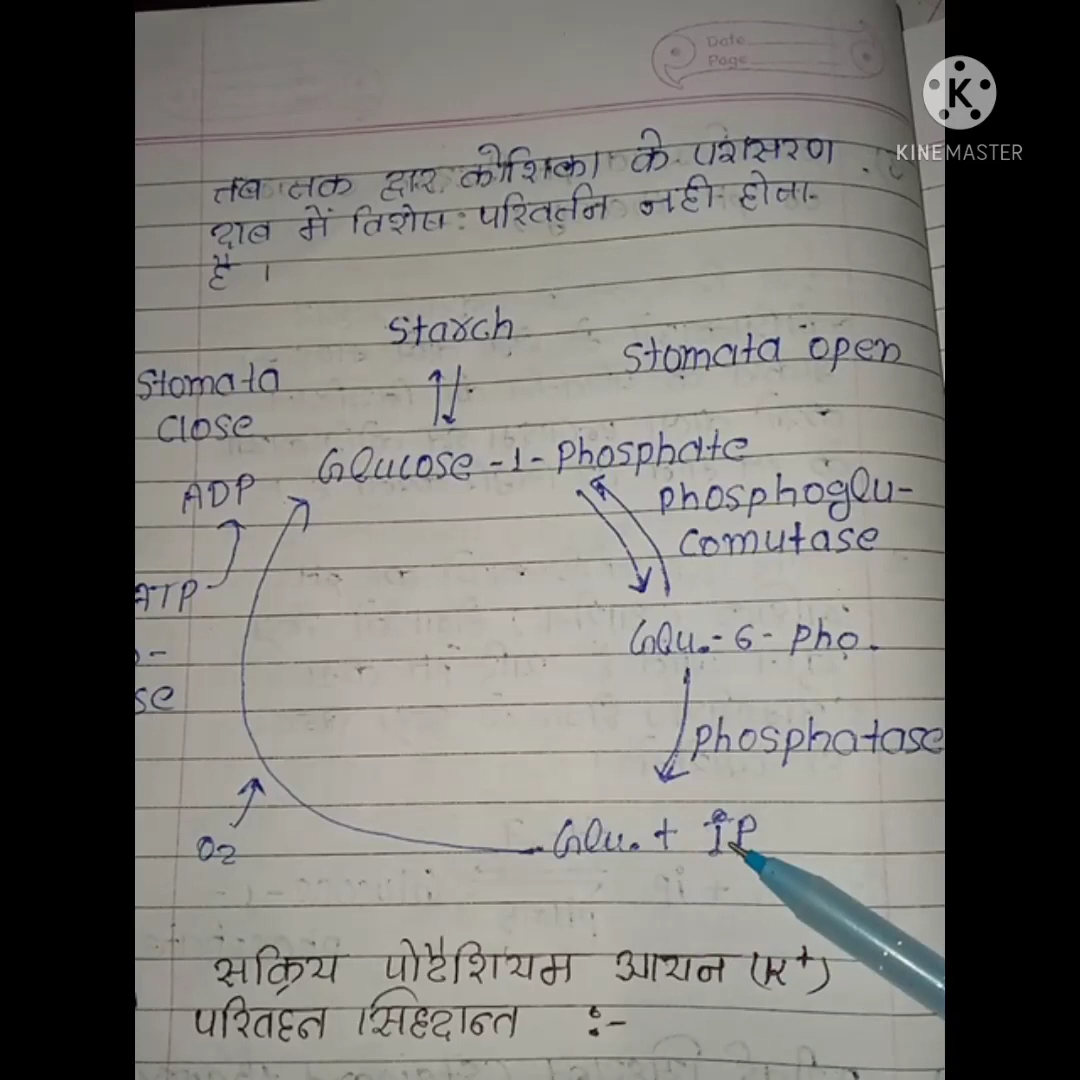 Date
Page
KINEMASTER
तब तक द्वार कोशिका के परासरण
दाब में विशेष: परिवर्तन नही होता
है ।
Starch
Stomata open
Stomata
close
Glucose-1-Phosphate
ADP
phosphoglu-
comutase
ATP
Glu.-6-pho.
se
phosphatase
O2
Glu. + IP
सक्रिय पोटैशियम आयन (K+)
परिवहन सिद्दान्त :-